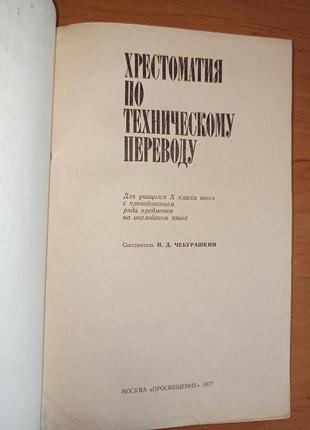 ХРЕСТОМАТИЯ
ПО
ТЕХНИЧЕСКОМУ
ПЕРЕВОДУ
Для учащихся X класса школ
с преподаванием
ряда предметов
на английском языке
Составитель Н. Д. ЧЕБУРАШКИН
МОСКВА «ПРОСВЕЩЕНИЕ» 1977